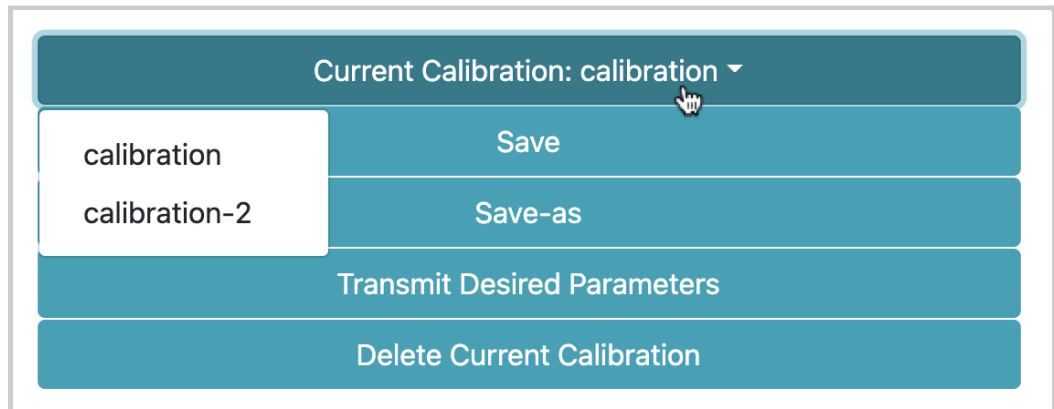 Current Calibration: calibration
calibration
calibration-2
Save
Save-as
Transmit Desired Parameters
Delete Current Calibration